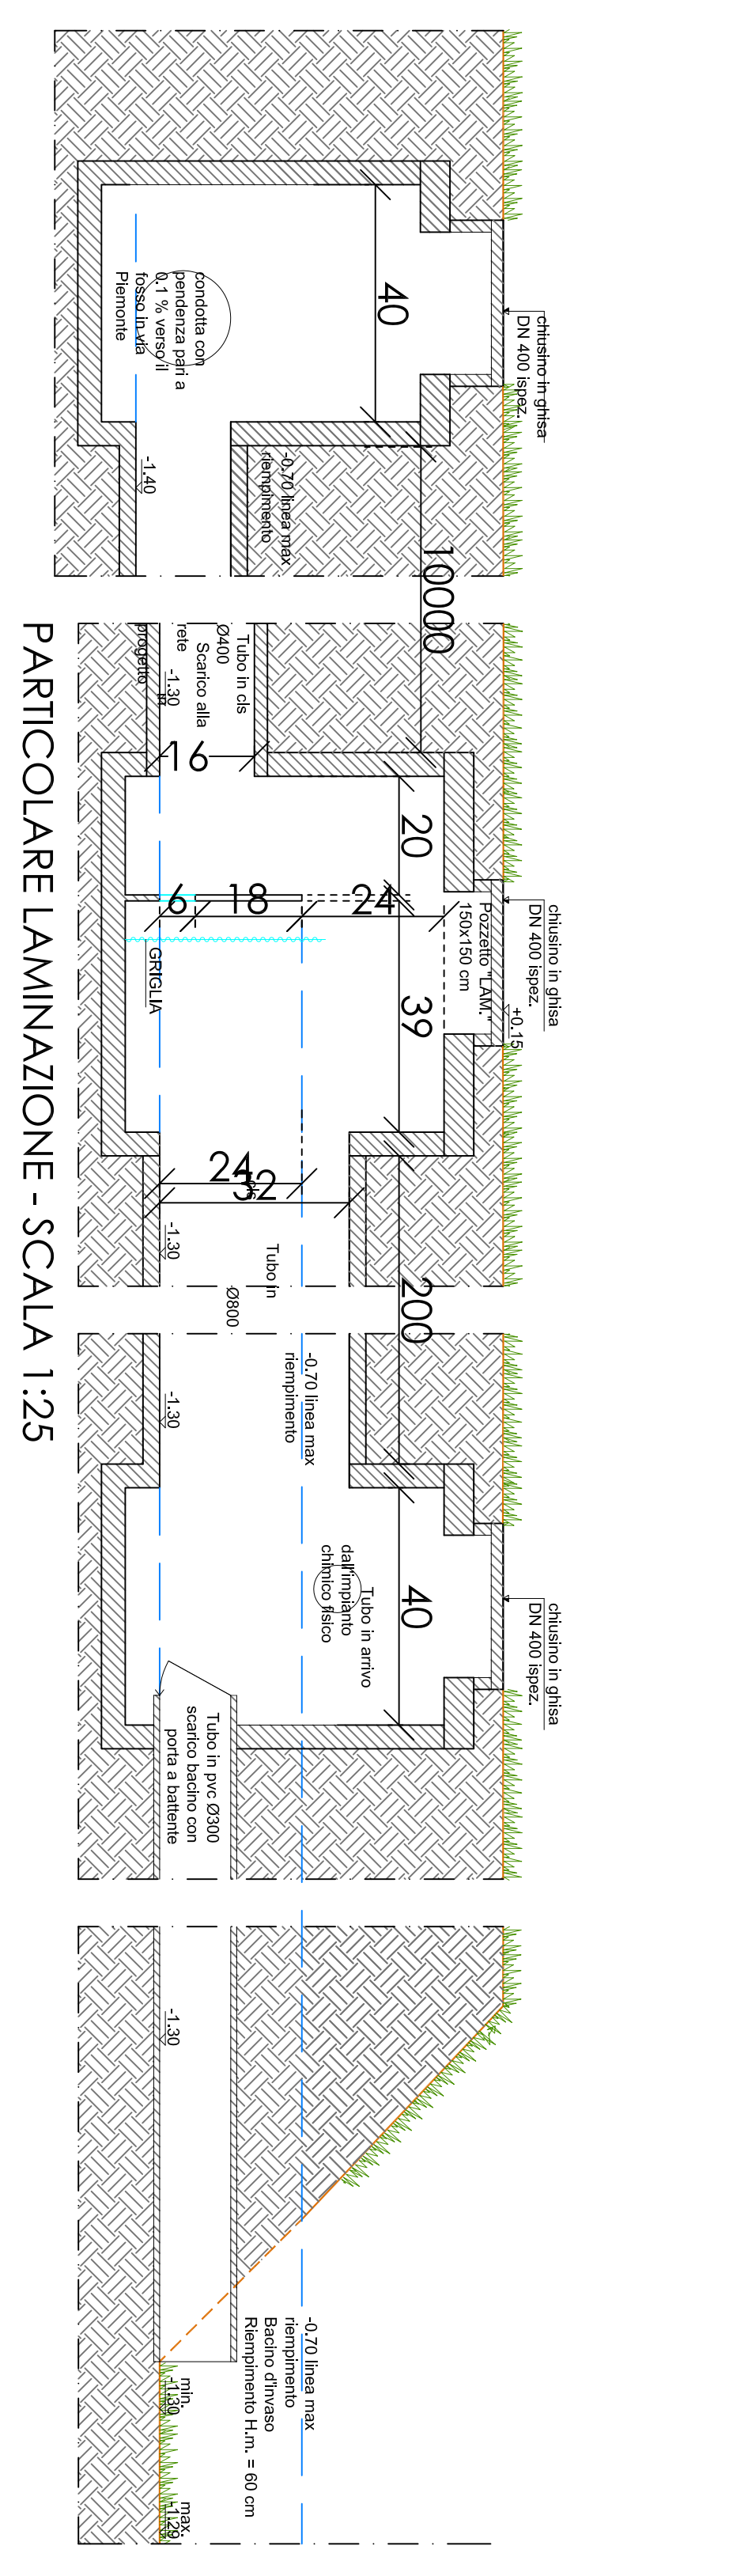 chiusino in ghisa
DN 400 ispez.
40
condotta con
pendenza pari a
0.1 % verso il
fosso in via
Piemonte
-1.40
-0.70 linea max
riempimento
10000
Tubo in cls
Ø400
Scarico alla
rete
in
progetto
-1.30
16
chiusino in ghisa
DN 400 ispez.
+0.15
Pozzetto "LAM."
150x150 cm
20
6
18
24
39
GRIGLIA
24
32
cls
-1.30
Tubo in
Ø800
200
-0.70 linea max
riempimento
-1.30
chiusino in ghisa
DN 400 ispez.
40
Tubo in arrivo
dall'impianto
chimico fisico
Tubo in pvc Ø300
scarico bacino con
porta a battente
-1.30
-0.70 linea max
riempimento
Bacino d'invaso
Riempimento H.m. = 60 cm
min.
-1.30
max.
-1.29
PARTICOLARE LAMINAZIONE - SCALA 1:25